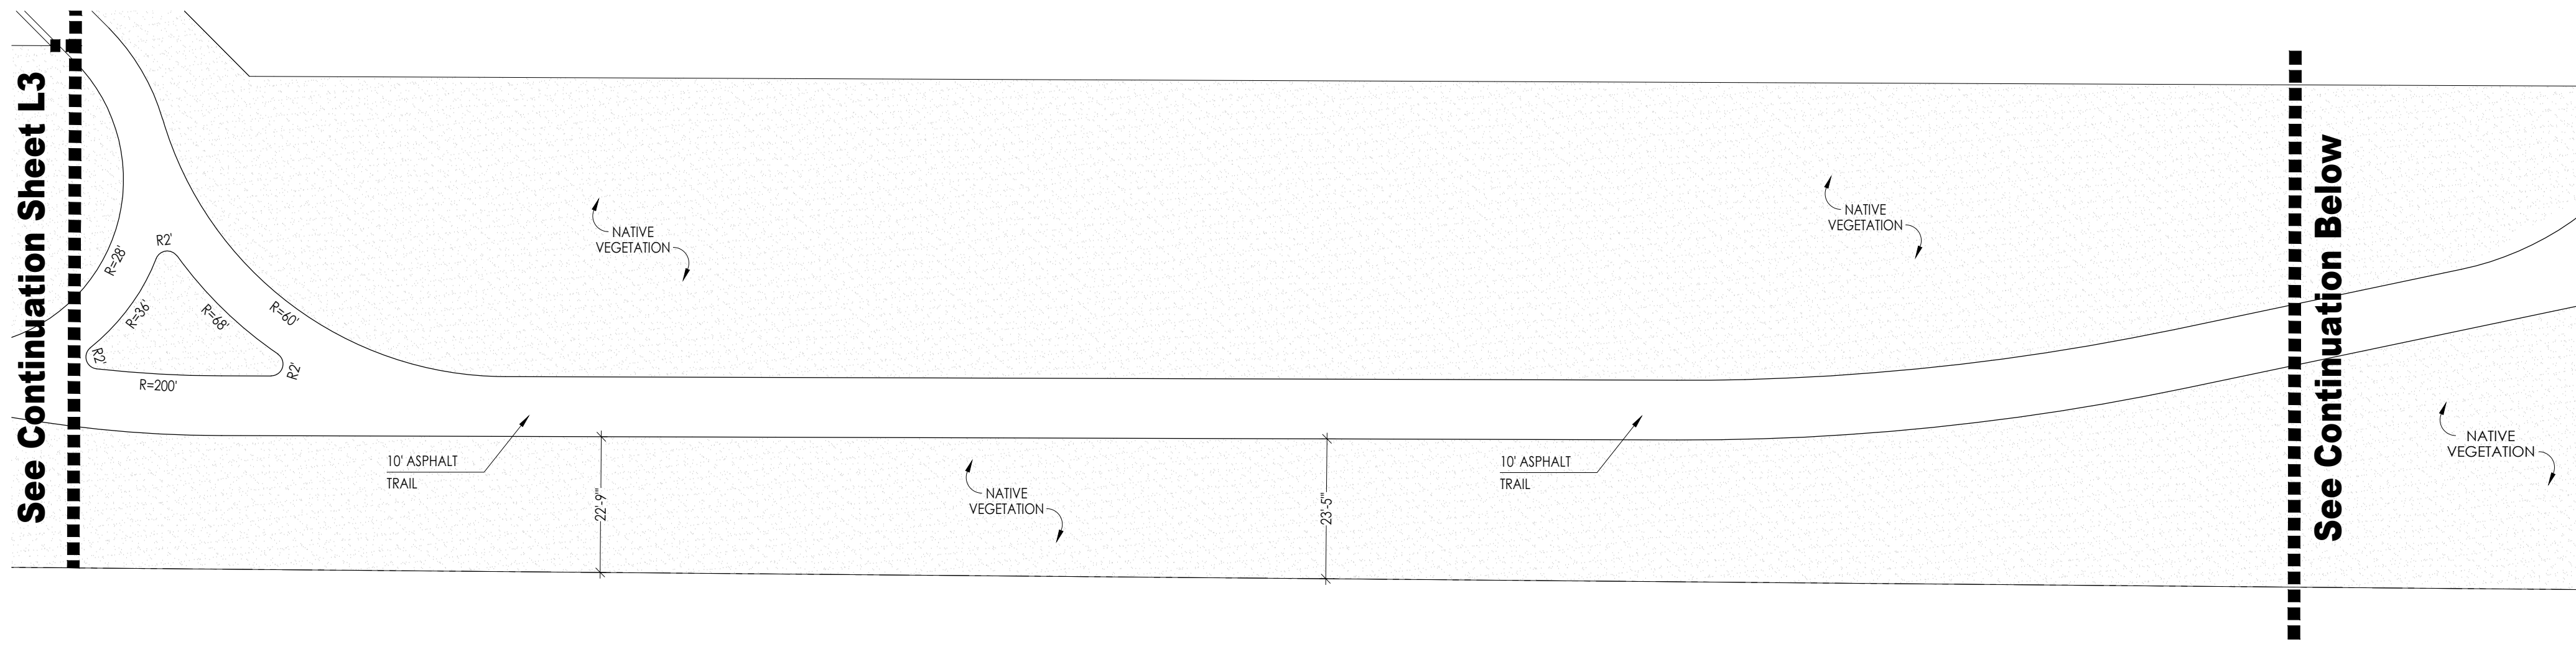 See Continuation Sheet L3
R=28'
R2'
R=36'
R=68'
R=60'
R2'
R2'
R=200'
10' ASPHALT
TRAIL
NATIVE
VEGETATION
22'-9"
NATIVE
VEGETATION
23'-5"
10' ASPHALT
TRAIL
NATIVE
VEGETATION
See Continuation Below
NATIVE
VEGETATION